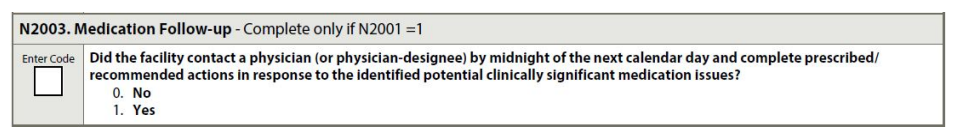 N2003. Medication Follow-up - Complete only if N2001 =1
Enter Code
Did the facility contact a physician (or physician-designee) by midnight of the next calendar day and complete prescribed/
recommended actions in response to the identified potential clinically significant medication issues?
0. No
1. Yes